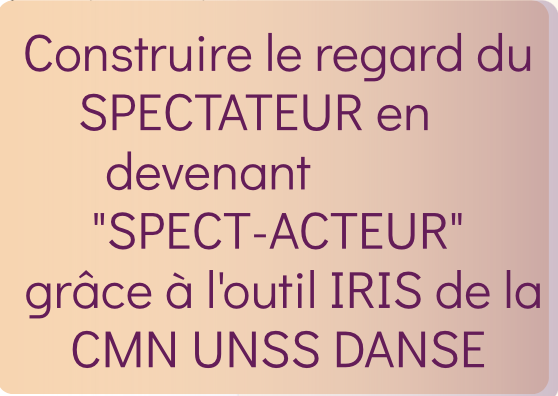 Construire le regard du
SPECTATEUR en
devenant
"SPECT-ACTEUR"
grâce à l'outil IRIS de la
CMN UNSS DANSE